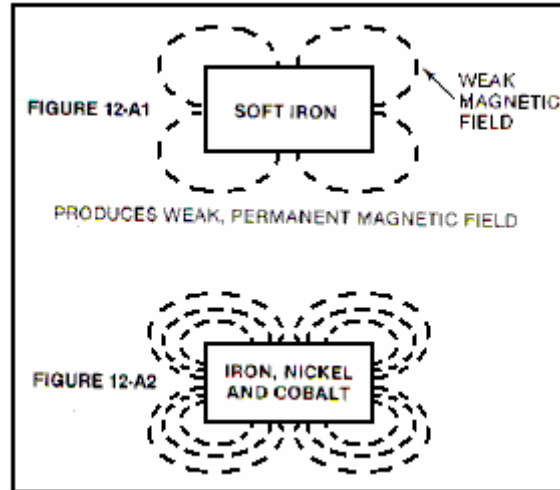 FIGURE 12-A1
SOFT IRON
WEAK
MAGNETIC
FIELD
PRODUCES WEAK, PERMANENT MAGNETIC FIELD
FIGURE 12-A2
IRON, NICKEL
AND COBALT